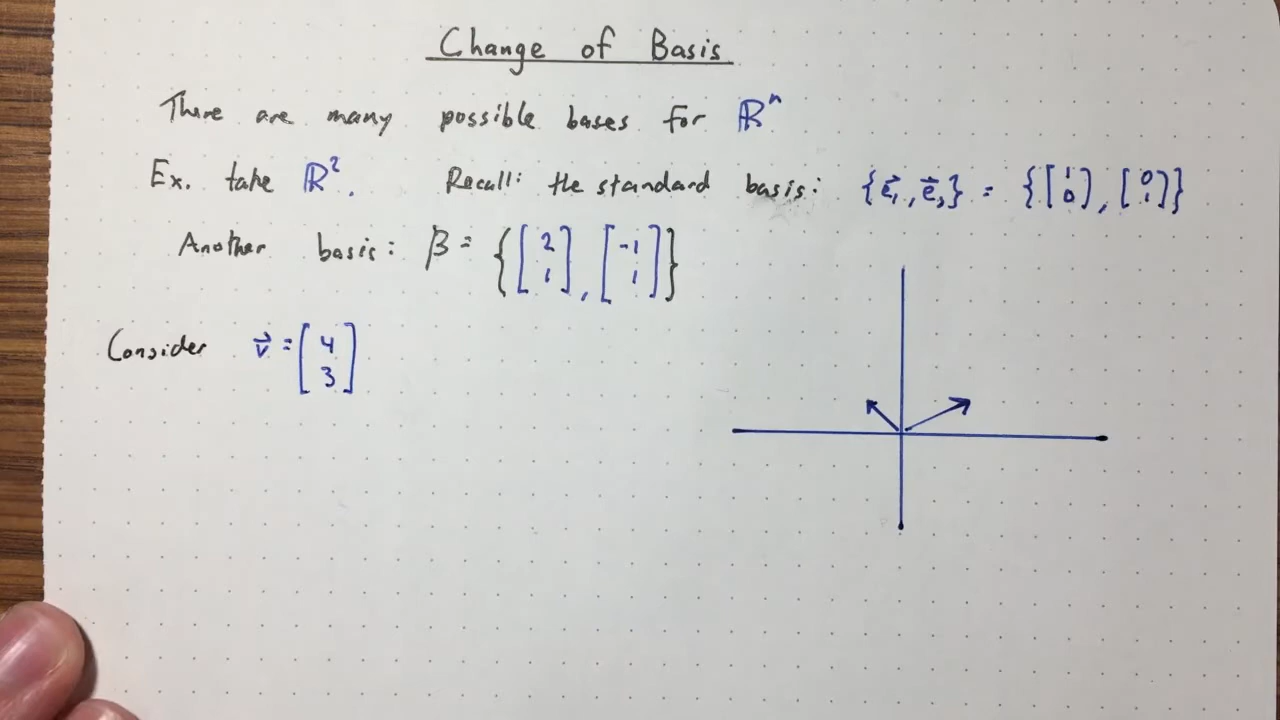 Change of Basis
There are many possible bases for ℝⁿ
Ex. take ℝ². Recall: the standard basis: {e⃗₁, e⃗₂} = {[1 0], [0 1]}
Another basis: β = {[2 1], [-1 1]}
Consider v⃗ = [4 3]